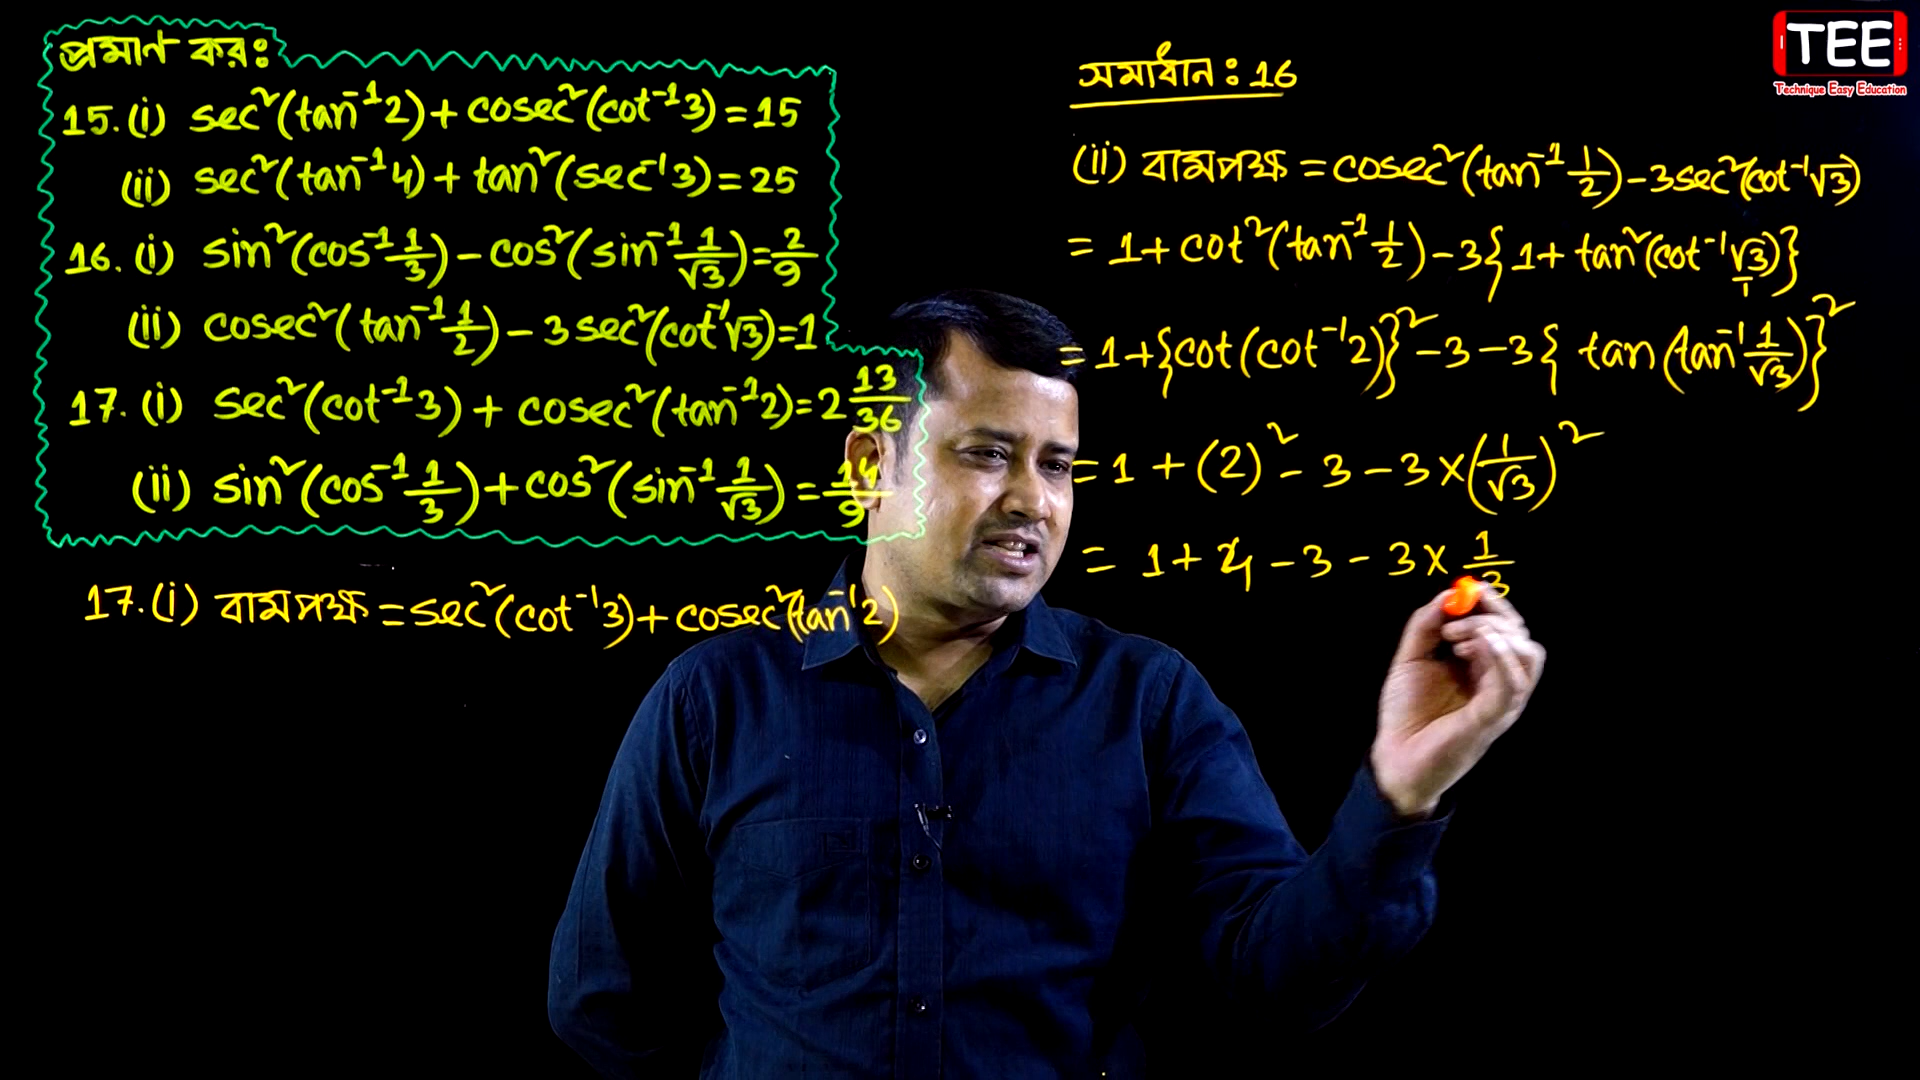 প্রমাণ করঃ
15. (i) sec²(tan⁻¹2) + cosec²(cot⁻¹3) = 15
(ii) sec²(tan⁻¹4) + tan²(sec⁻¹3) = 25
16. (i) sin²(cos⁻¹ 1/3) − cos²(sin⁻¹ 1/√3) = 2/9
(ii) cosec²(tan⁻¹ 1/2) − 3 sec²(cot⁻¹√3) = 1
17. (i) sec²(cot⁻¹3) + cosec²(tan⁻¹2) = 2 13/36
(ii) sin²(cos⁻¹ 1/3) + cos²(sin⁻¹ 1/√3) = 14/9
17. (i) বামপক্ষ = sec²(cot⁻¹3) + cosec²(tan⁻¹2)
সমাধান : 16
(ii) বামপক্ষ = cosec²(tan⁻¹ 1/2) − 3sec²(cot⁻¹√3)
= 1 + cot²(tan⁻¹ 1/2) − 3{1 + tan²(cot⁻¹ √3/1)}
= 1 + {cot(cot⁻¹2)}² − 3 − 3{tan(tan⁻¹ 1/√3)}²
= 1 + (2)² − 3 − 3 × (1/√3)²
= 1 + 4 − 3 − 3 × 1/3
TEE
Technique Easy Education